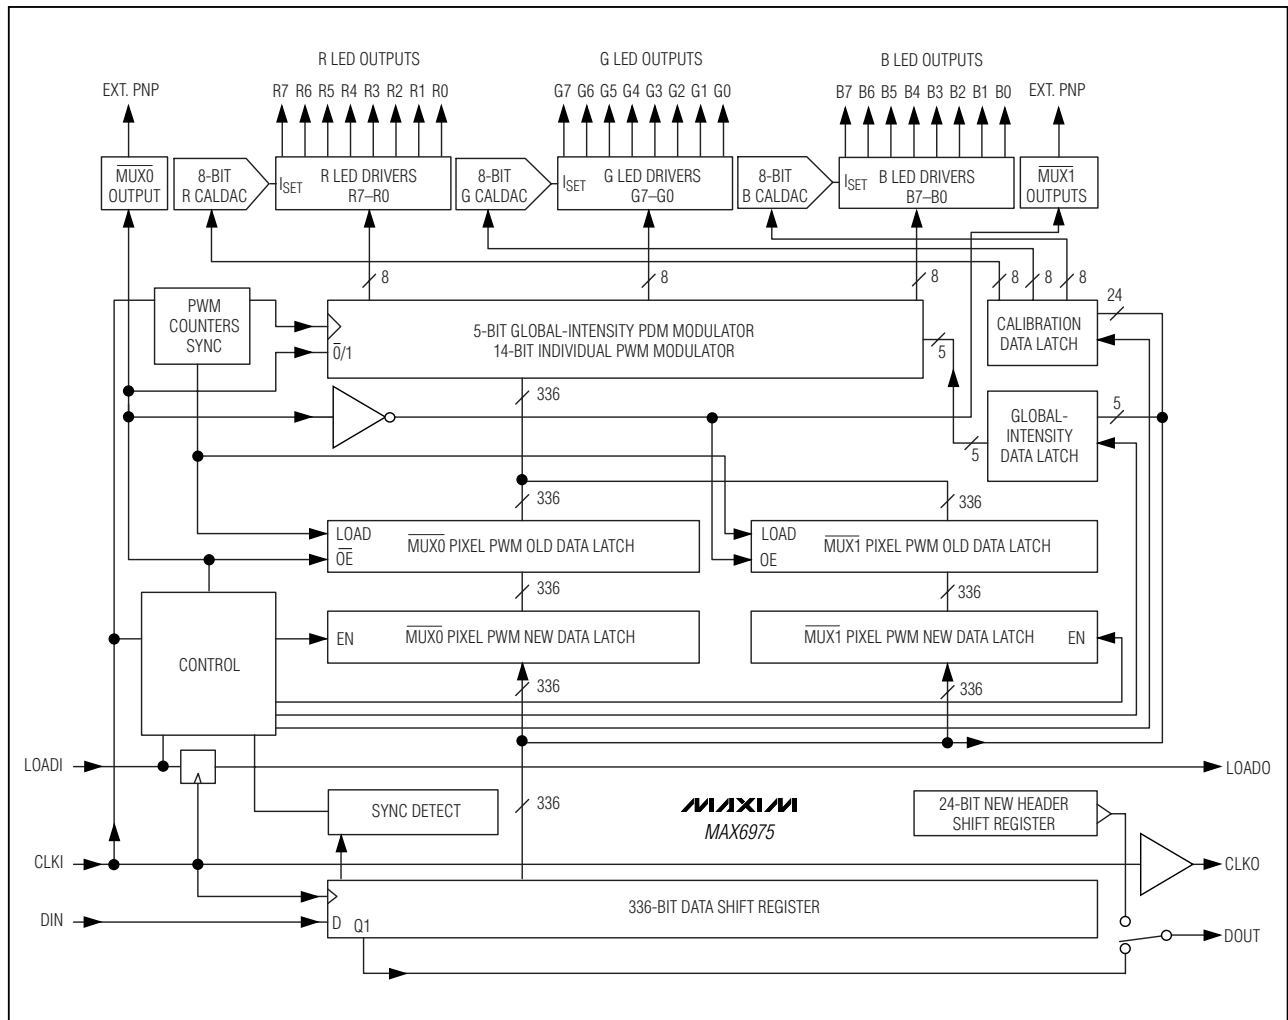 R LED OUTPUTS
G LED OUTPUTS
B LED OUTPUTS
EXT. PNP
R7 R6 R5 R4 R3 R2 R1 R0
G7 G6 G5 G4 G3 G2 G1 G0
B7 B6 B5 B4 B3 B2 B1 B0
EXT. PNP
MUX0
OUTPUT
8-BIT
R CALDAC
ISET
R LED DRIVERS
R7–R0
8-BIT
G CALDAC
ISET
G LED DRIVERS
G7–G0
8-BIT
B CALDAC
ISET
B LED DRIVERS
B7–B0
MUX1
OUTPUTS
8
8
8
8
8
8
24
PWM
COUNTERS
SYNC
0/1
5-BIT GLOBAL-INTENSITY PDM MODULATOR
14-BIT INDIVIDUAL PWM MODULATOR
5
CALIBRATION
DATA LATCH
336
5
GLOBAL-
INTENSITY
DATA LATCH
5
336
336
LOAD
OE
MUX0 PIXEL PWM OLD DATA LATCH
LOAD
OE
MUX1 PIXEL PWM OLD DATA LATCH
336
336
CONTROL
EN
MUX0 PIXEL PWM NEW DATA LATCH
MUX1 PIXEL PWM NEW DATA LATCH
EN
336
336
LOADI
LOADO
SYNC DETECT
336
MAXIM
MAX6975
24-BIT NEW HEADER
SHIFT REGISTER
CLKI
CLKO
DIN
D
Q1
336-BIT DATA SHIFT REGISTER
DOUT